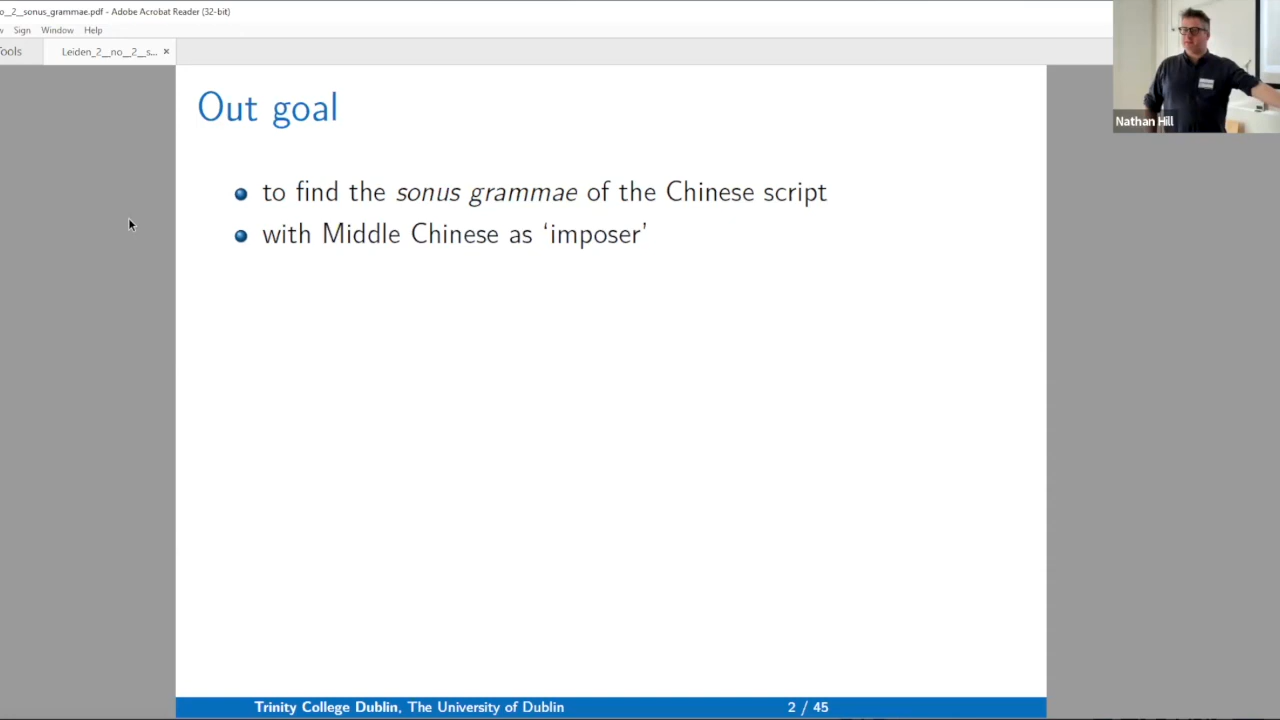 o__2__sonus_grammae.pdf - Adobe Acrobat Reader (32-bit)
Sign Window Help
Tools Leiden_2__no__2__s... ×
Out goal
to find the sonus grammae of the Chinese script
with Middle Chinese as ‘imposer’
Nathan Hill
Trinity College Dublin, The University of Dublin 2 / 45